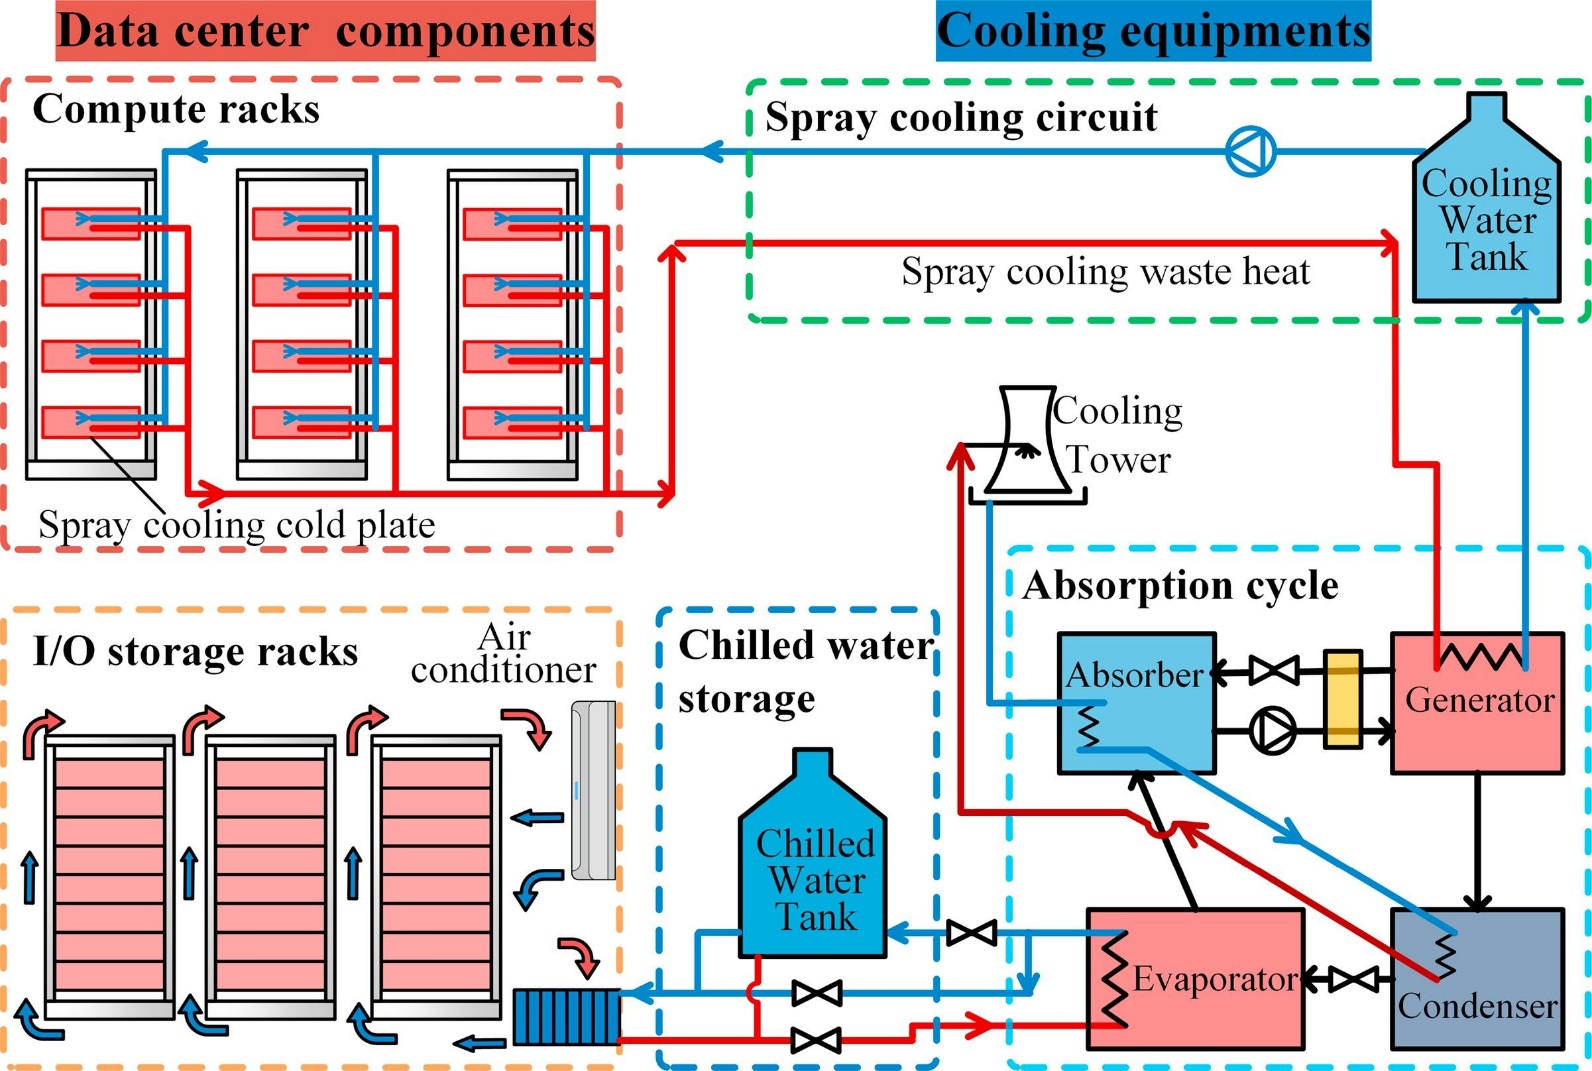 Data center components
Cooling equipments
Compute racks
Spray cooling circuit
Cooling
Water
Tank
Spray cooling waste heat
Spray cooling cold plate
Cooling
Tower
Absorption cycle
I/O storage racks
Air
conditioner
Chilled water
storage
Absorber
Generator
Chilled
Water
Tank
Evaporator
Condenser